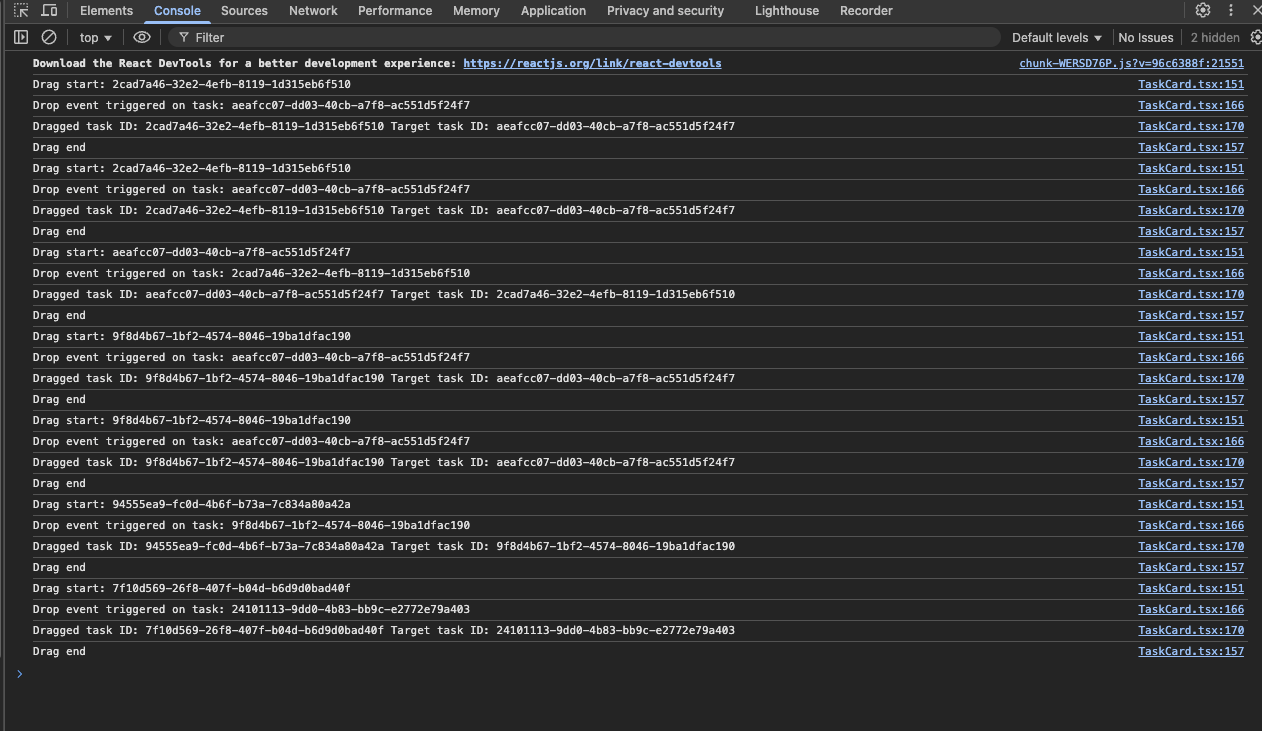 Elements Console Sources Network Performance Memory Application Privacy and security Lighthouse Recorder
top Filter Default levels No Issues 2 hidden
Download the React DevTools for a better development experience: https://reactjs.org/link/react-devtools chunk-WERSD76P.js?v=96c6388f:21551
Drag start: 2cad7a46-32e2-4efb-8119-1d315eb6f510 TaskCard.tsx:151
Drop event triggered on task: aeafcc07-dd03-40cb-a7f8-ac551d5f24f7 TaskCard.tsx:166
Dragged task ID: 2cad7a46-32e2-4efb-8119-1d315eb6f510 Target task ID: aeafcc07-dd03-40cb-a7f8-ac551d5f24f7 TaskCard.tsx:170
Drag end TaskCard.tsx:157
Drag start: 2cad7a46-32e2-4efb-8119-1d315eb6f510 TaskCard.tsx:151
Drop event triggered on task: aeafcc07-dd03-40cb-a7f8-ac551d5f24f7 TaskCard.tsx:166
Dragged task ID: 2cad7a46-32e2-4efb-8119-1d315eb6f510 Target task ID: aeafcc07-dd03-40cb-a7f8-ac551d5f24f7 TaskCard.tsx:170
Drag end TaskCard.tsx:157
Drag start: aeafcc07-dd03-40cb-a7f8-ac551d5f24f7 TaskCard.tsx:151
Drop event triggered on task: 2cad7a46-32e2-4efb-8119-1d315eb6f510 TaskCard.tsx:166
Dragged task ID: aeafcc07-dd03-40cb-a7f8-ac551d5f24f7 Target task ID: 2cad7a46-32e2-4efb-8119-1d315eb6f510 TaskCard.tsx:170
Drag end TaskCard.tsx:157
Drag start: 9f8d4b67-1bf2-4574-8046-19ba1dfac190 TaskCard.tsx:151
Drop event triggered on task: aeafcc07-dd03-40cb-a7f8-ac551d5f24f7 TaskCard.tsx:166
Dragged task ID: 9f8d4b67-1bf2-4574-8046-19ba1dfac190 Target task ID: aeafcc07-dd03-40cb-a7f8-ac551d5f24f7 TaskCard.tsx:170
Drag end TaskCard.tsx:157
Drag start: 9f8d4b67-1bf2-4574-8046-19ba1dfac190 TaskCard.tsx:151
Drop event triggered on task: aeafcc07-dd03-40cb-a7f8-ac551d5f24f7 TaskCard.tsx:166
Dragged task ID: 9f8d4b67-1bf2-4574-8046-19ba1dfac190 Target task ID: aeafcc07-dd03-40cb-a7f8-ac551d5f24f7 TaskCard.tsx:170
Drag end TaskCard.tsx:157
Drag start: 94555ea9-fc0d-4b6f-b73a-7c834a80a42a TaskCard.tsx:151
Drop event triggered on task: 9f8d4b67-1bf2-4574-8046-19ba1dfac190 TaskCard.tsx:166
Dragged task ID: 94555ea9-fc0d-4b6f-b73a-7c834a80a42a Target task ID: 9f8d4b67-1bf2-4574-8046-19ba1dfac190 TaskCard.tsx:170
Drag end TaskCard.tsx:157
Drag start: 7f10d569-26f8-407f-b04d-b6d9d0bad40f TaskCard.tsx:151
Drop event triggered on task: 24101113-9dd0-4b83-bb9c-e2772e79a403 TaskCard.tsx:166
Dragged task ID: 7f10d569-26f8-407f-b04d-b6d9d0bad40f Target task ID: 24101113-9dd0-4b83-bb9c-e2772e79a403 TaskCard.tsx:170
Drag end TaskCard.tsx:157